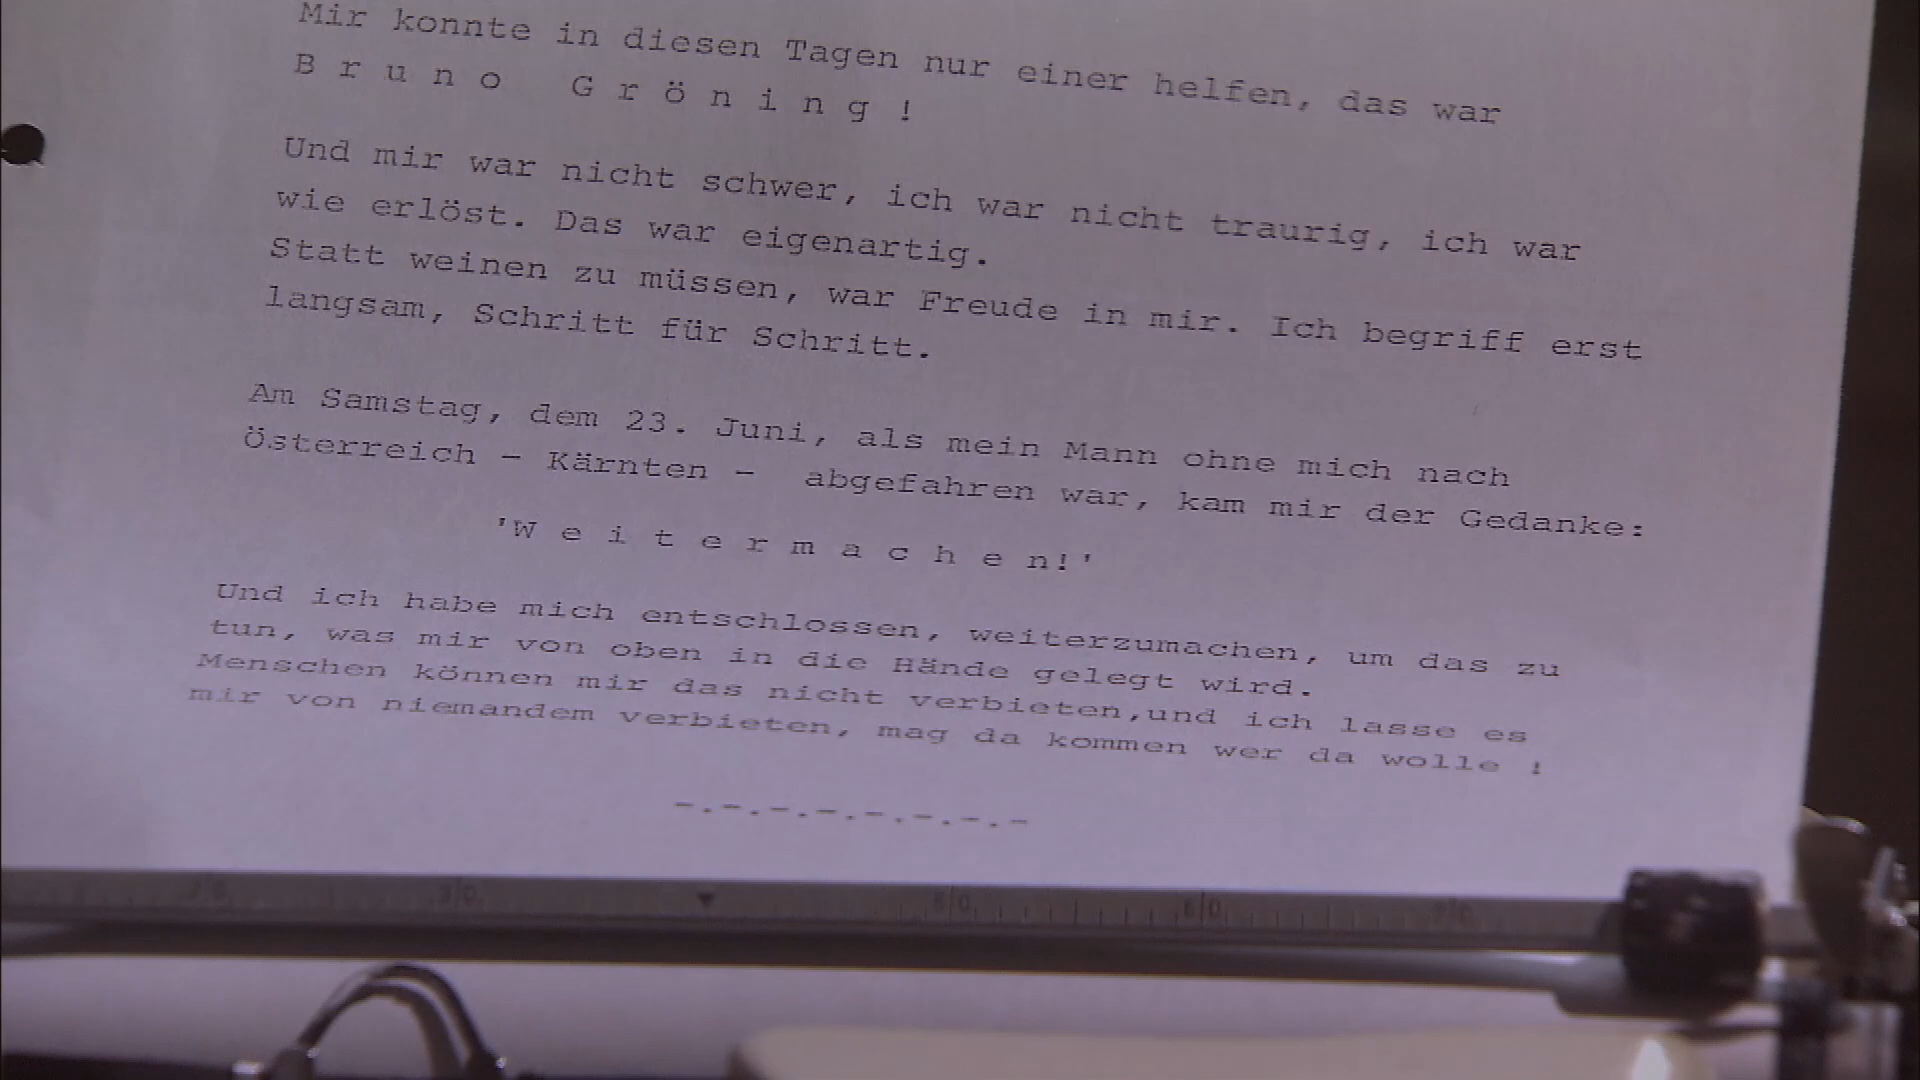 Mir konnte in diesen Tagen nur einer helfen, das war
B r u n o  G r ö n i n g !
Und mir war nicht schwer, ich war nicht traurig, ich war
wie erlöst. Das war eigenartig.
Statt weinen zu müssen, war Freude in mir. Ich begriff erst
langsam, Schritt für Schritt.
Am Samstag, dem 23. Juni, als mein Mann ohne mich nach
Österreich - Kärnten -  abgefahren war, kam mir der Gedanke:
'W e i t e r m a c h e n!'
Und ich habe mich entschlossen, weiterzumachen, um das zu
tun, was mir von oben in die Hände gelegt wird.
Menschen können mir das nicht verbieten,und ich lasse es
mir von niemandem verbieten, mag da kommen wer da wolle !
-.-.-.-.-.-.-.-